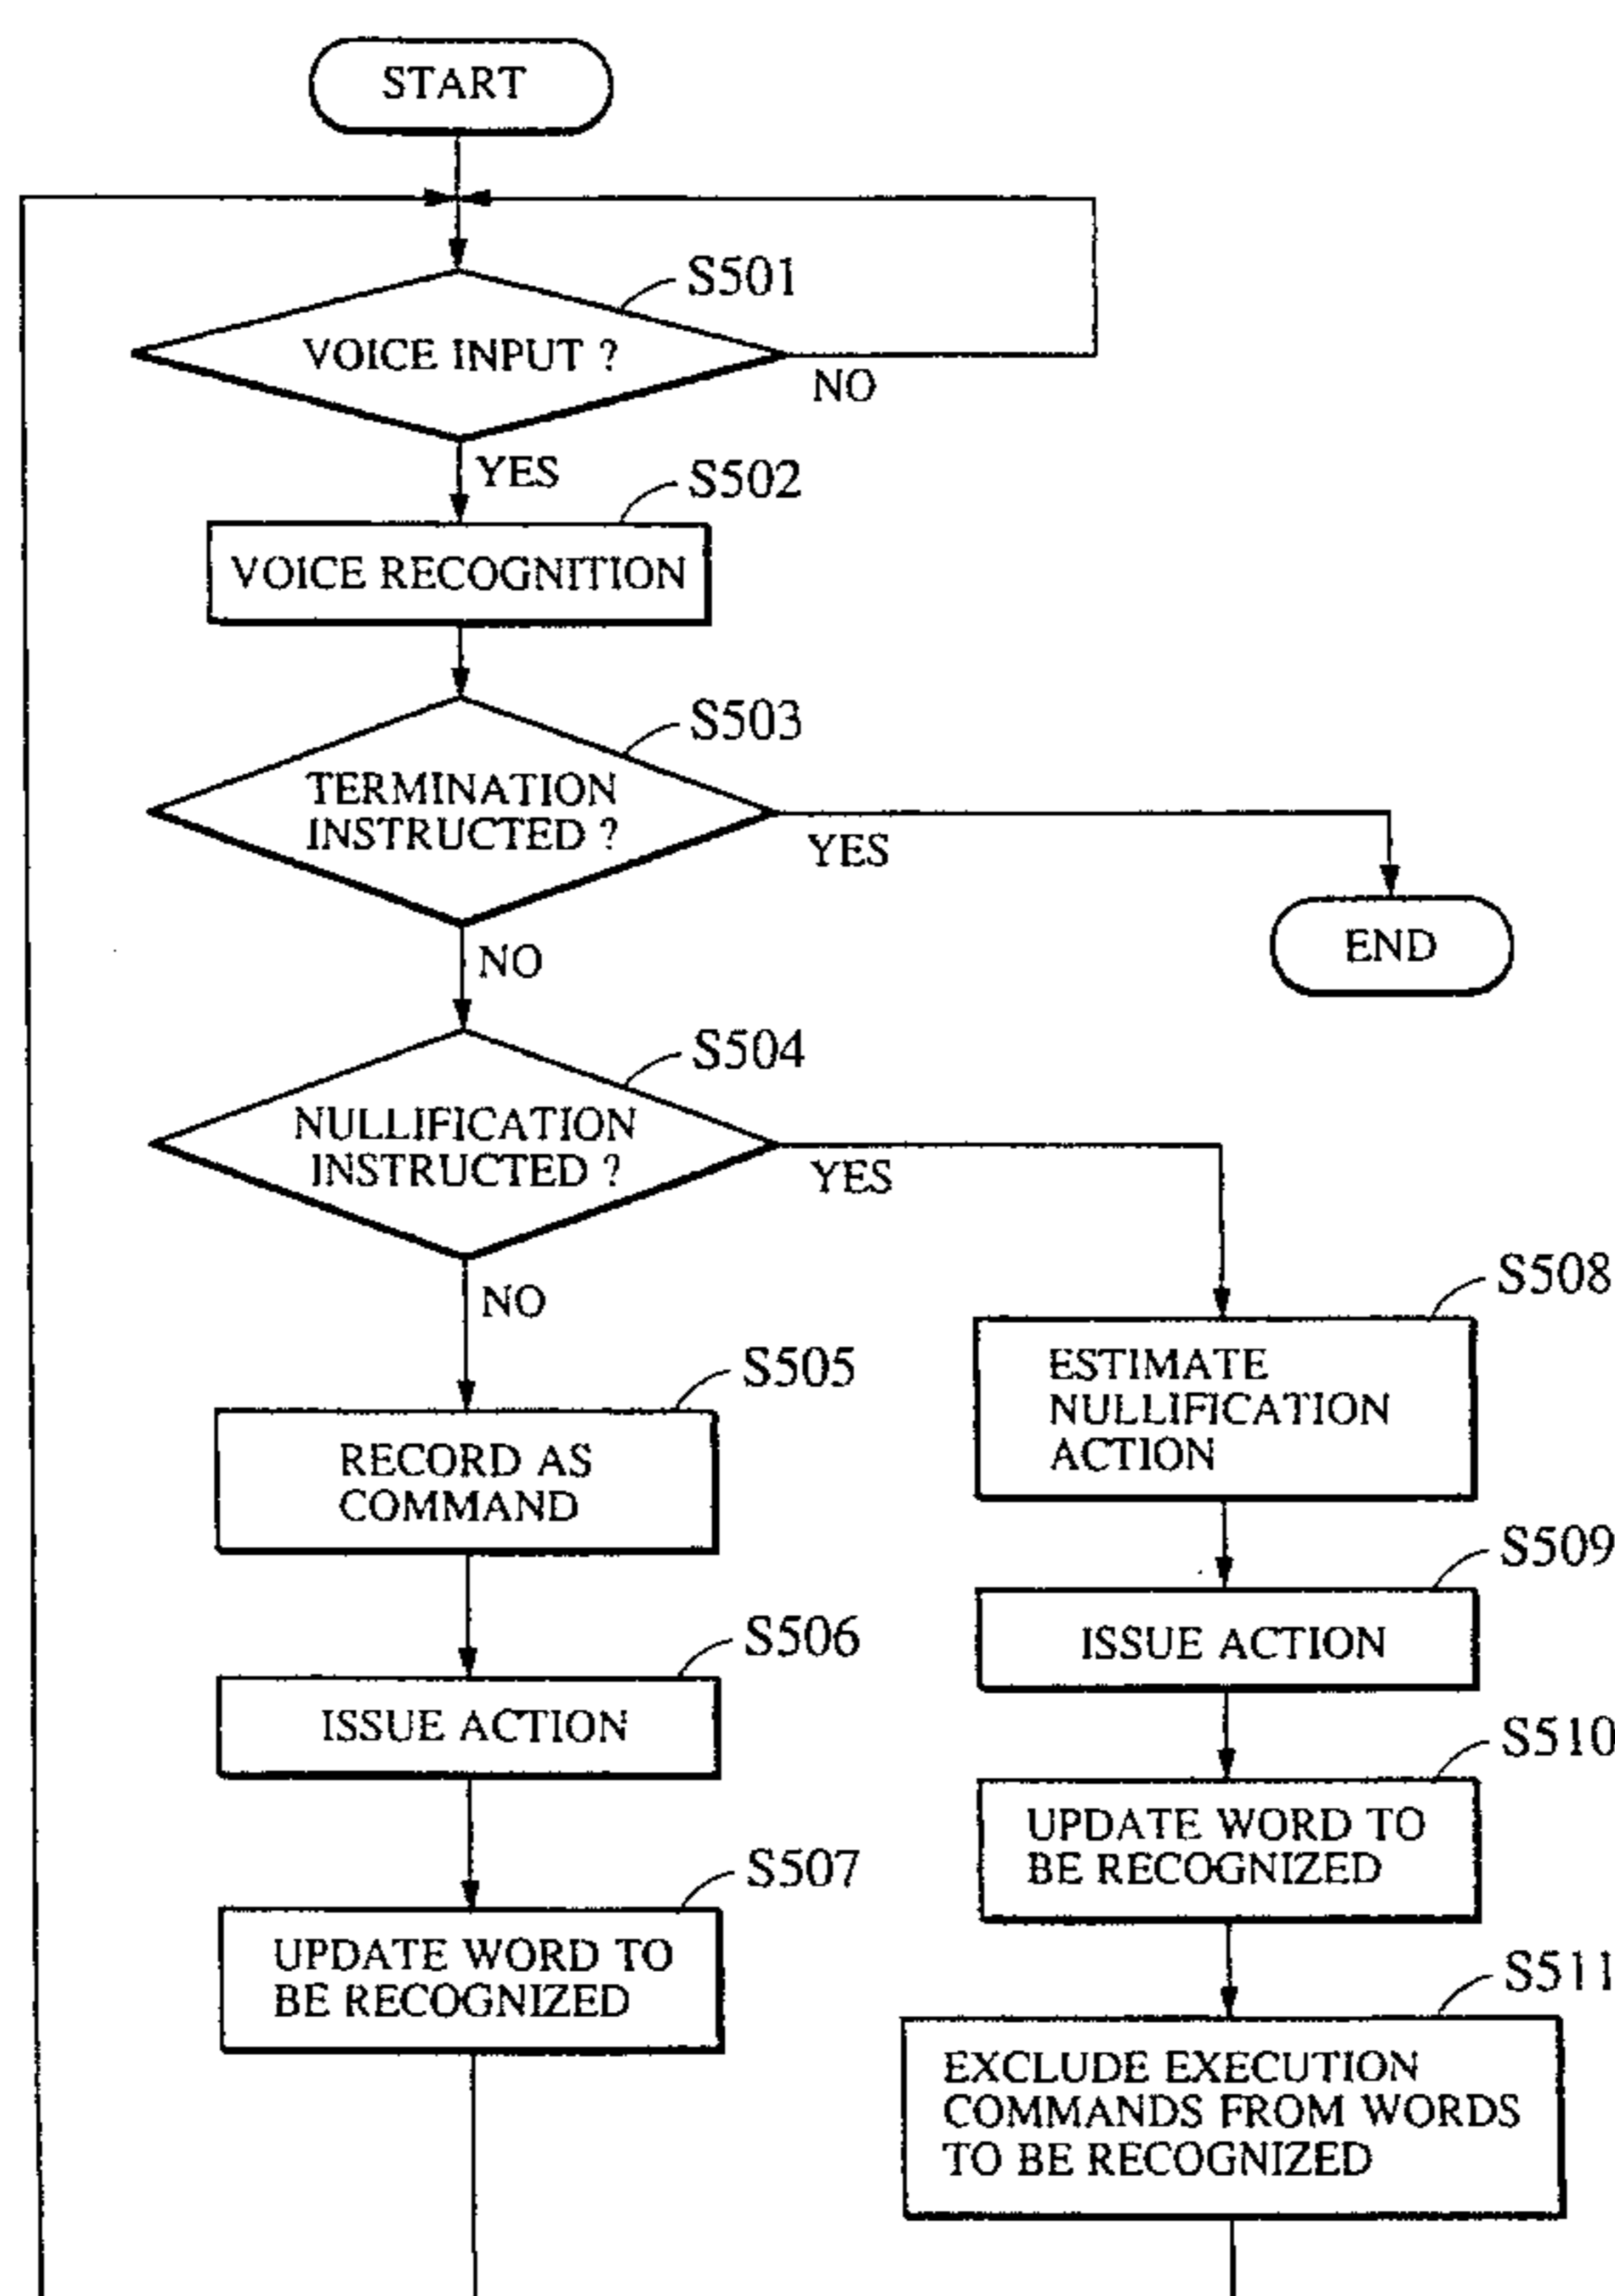 START
S501
VOICE INPUT ?
NO
YES
S502
VOICE RECOGNITION
S503
TERMINATION
INSTRUCTED ?
YES
END
NO
S504
NULLIFICATION
INSTRUCTED ?
YES
NO
S505
RECORD AS
COMMAND
S506
ISSUE ACTION
S507
UPDATE WORD TO
BE RECOGNIZED
S508
ESTIMATE
NULLIFICATION
ACTION
S509
ISSUE ACTION
S510
UPDATE WORD TO
BE RECOGNIZED
S511
EXCLUDE EXECUTION
COMMANDS FROM WORDS
TO BE RECOGNIZED